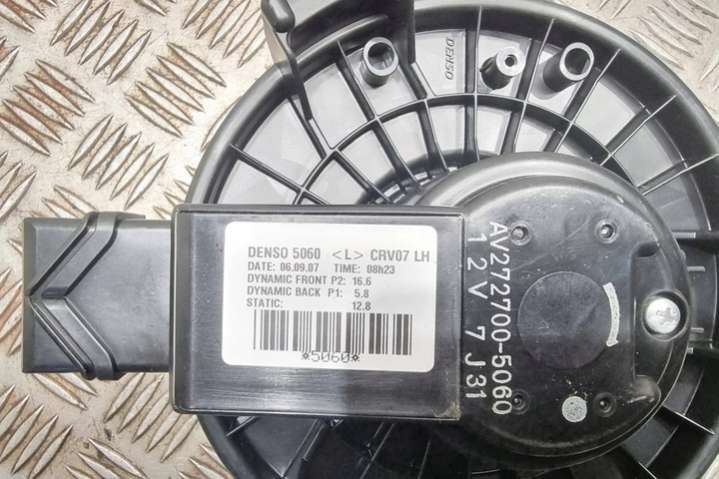 DENSO
DENSO 5060 <L> CRV07 LH
DATE: 06.09.07 TIME: 08h23
DYNAMIC FRONT P2: 16.6
DYNAMIC BACK P1: 5.8
STATIC: 12.8
*5060*
AV272700-5060
12V 7 J31